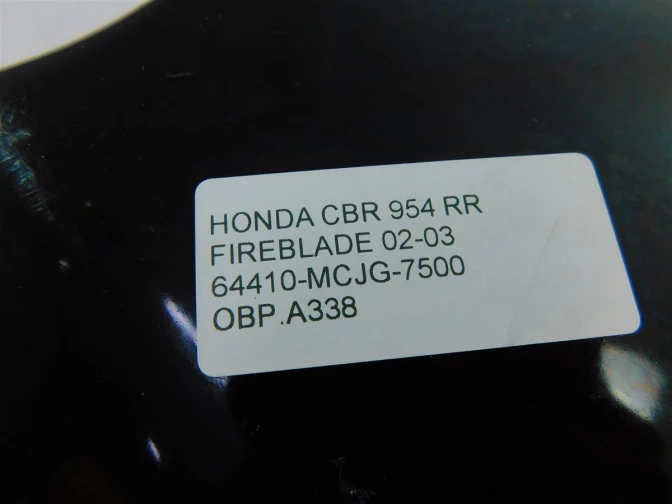 HONDA CBR 954 RR
FIREBLADE 02-03
64410-MCJG-7500
OBP.A338